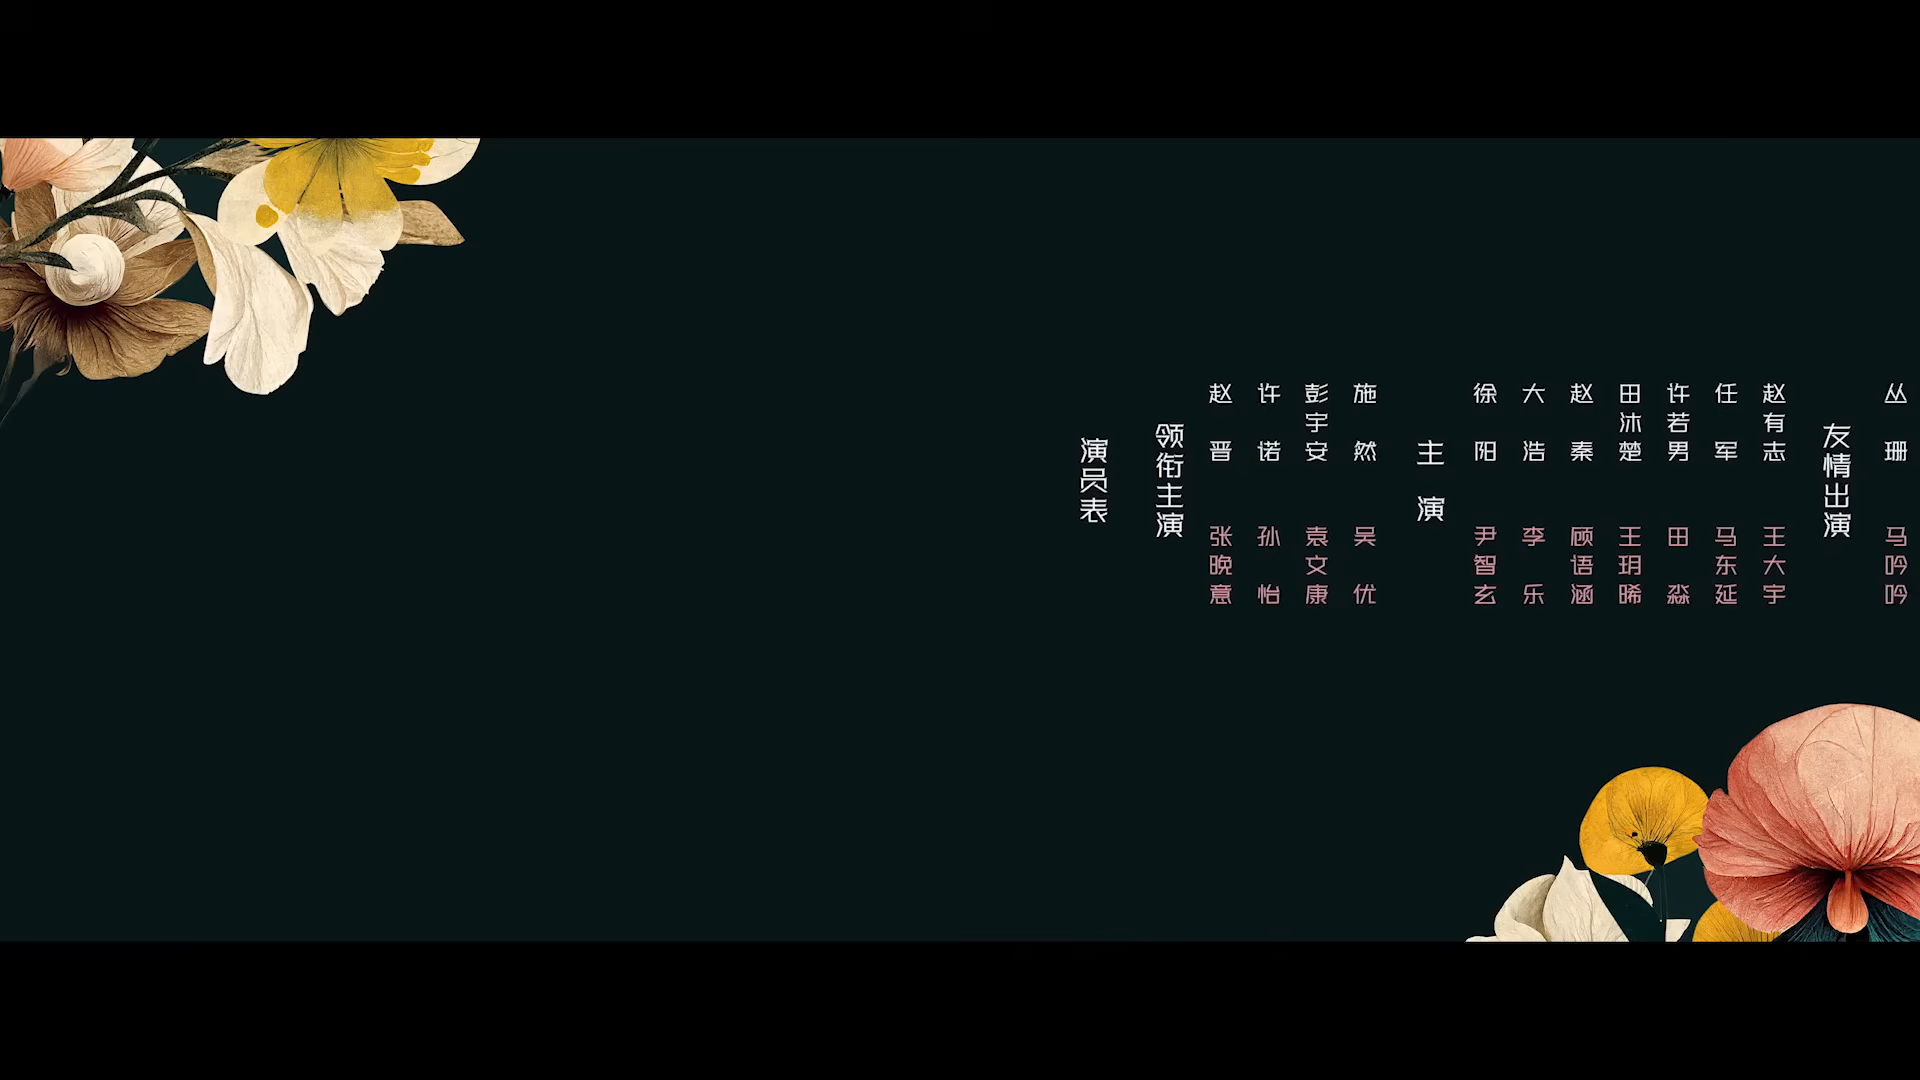 演员表
领衔主演
赵晋 张晚意
许诺 孙怡
彭宇安 袁文康
施然 吴优
主演
徐阳 尹智玄
大浩 李乐
赵秦 顾语涵
田沐楚 王玥晞
许若男 田淼
任军 马东延
赵有志 王大宇
友情出演
丛珊 马吟吟